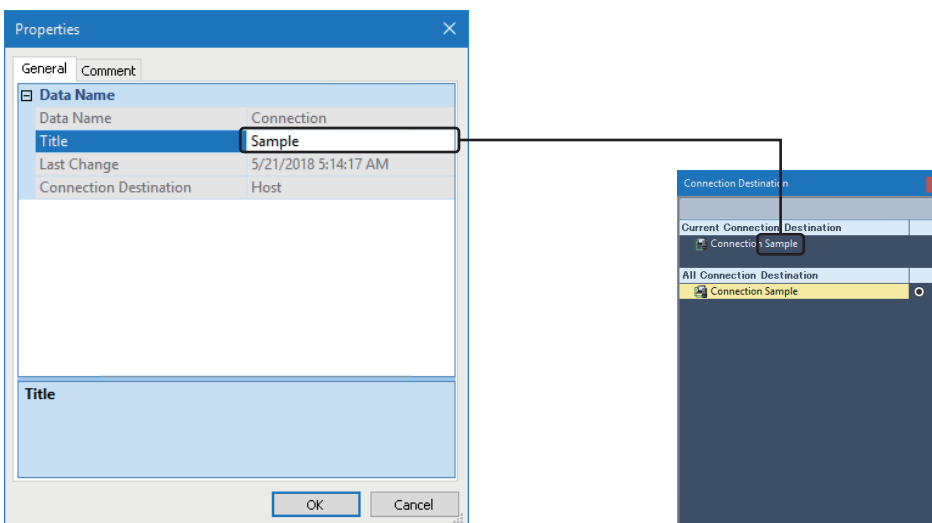 Properties
General Comment
Data Name
Data Name Connection
Title Sample
Last Change 5/21/2018 5:14:17 AM
Connection Destination Host
Title
OK Cancel
Connection Destination
Current Connection Destination
Connection Sample
All Connection Destination
Connection Sample